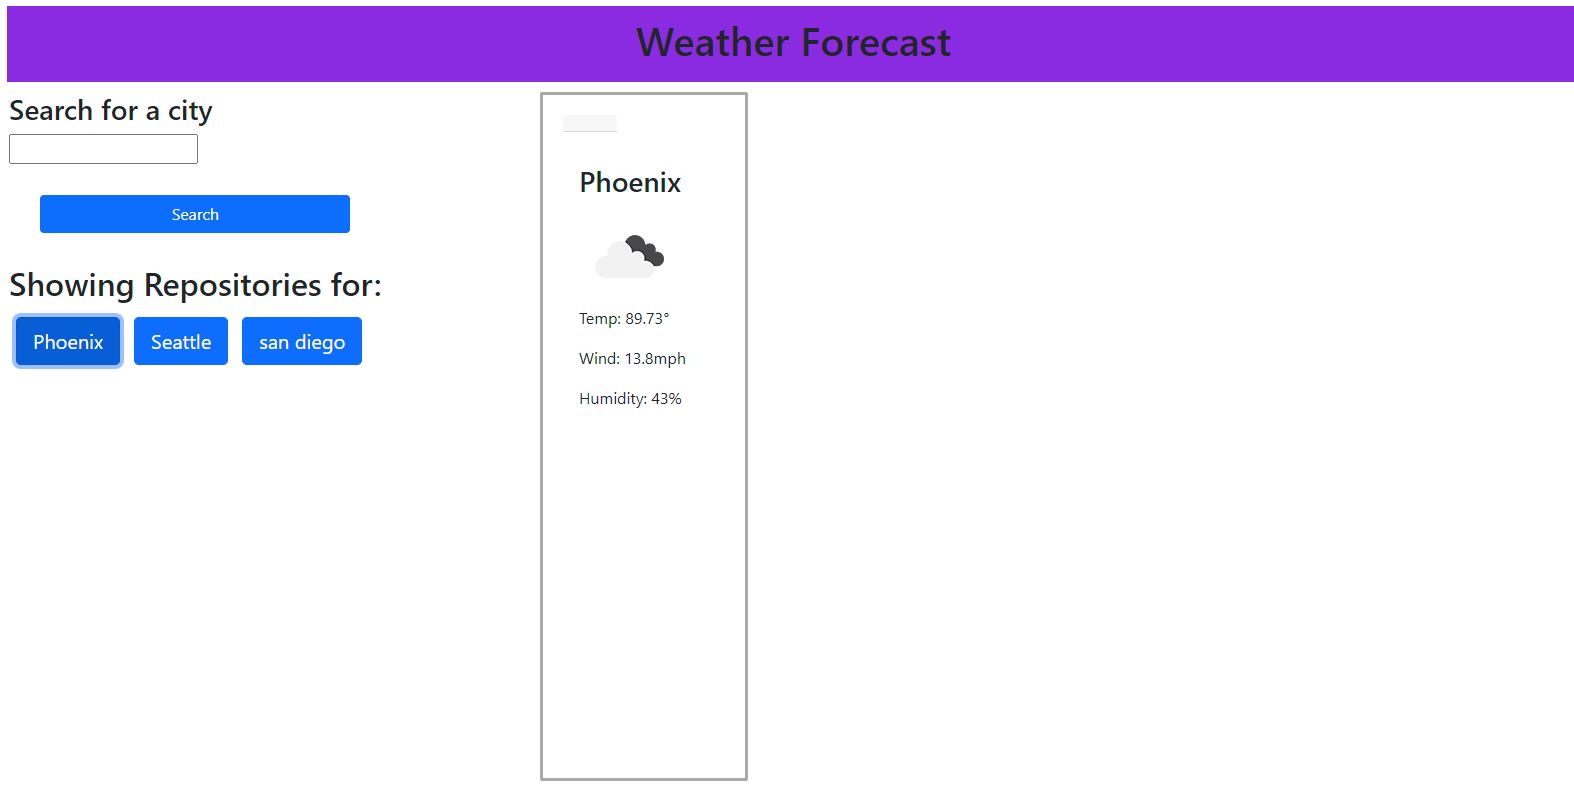 Weather Forecast
Search for a city
Search
Showing Repositories for:
Phoenix Seattle san diego
Phoenix
Temp: 89.73°
Wind: 13.8mph
Humidity: 43%